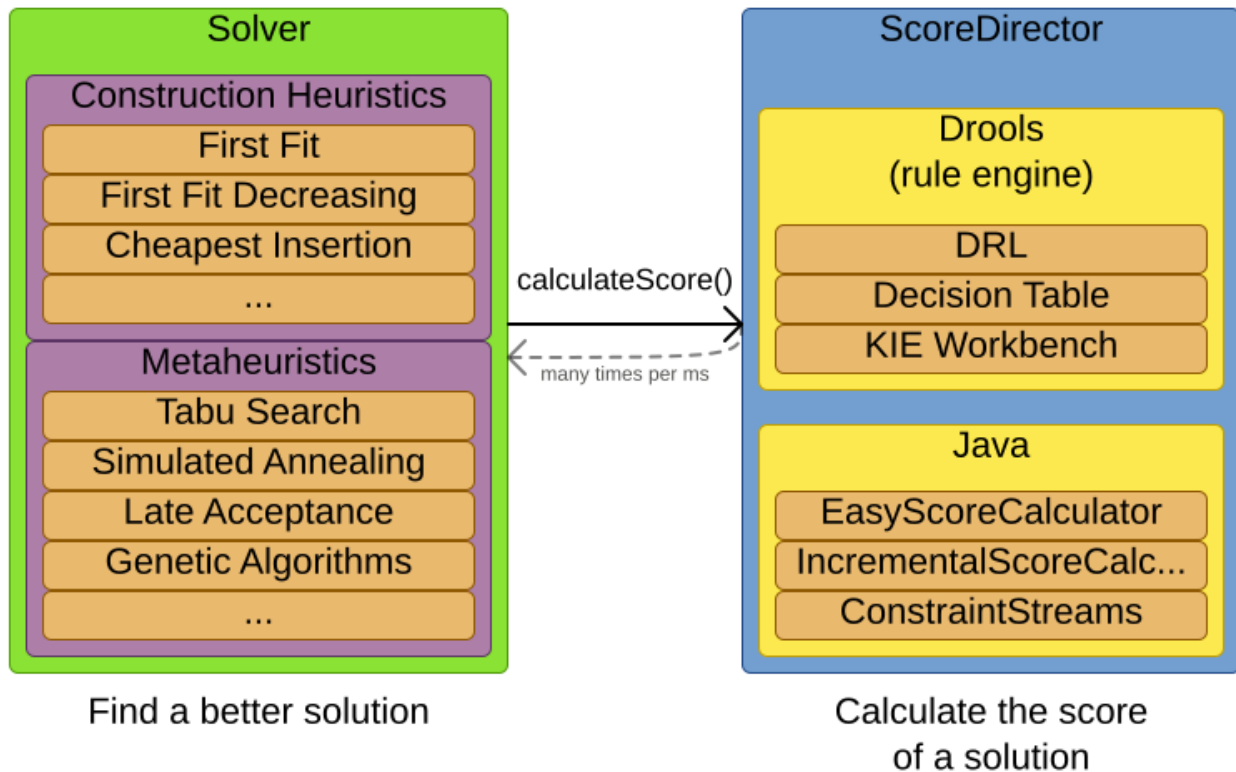 Solver
Construction Heuristics
First Fit
First Fit Decreasing
Cheapest Insertion
...
Metaheuristics
Tabu Search
Simulated Annealing
Late Acceptance
Genetic Algorithms
...
Find a better solution
calculateScore()
many times per ms
ScoreDirector
Drools
(rule engine)
DRL
Decision Table
KIE Workbench
Java
EasyScoreCalculator
IncrementalScoreCalc...
ConstraintStreams
Calculate the score
of a solution